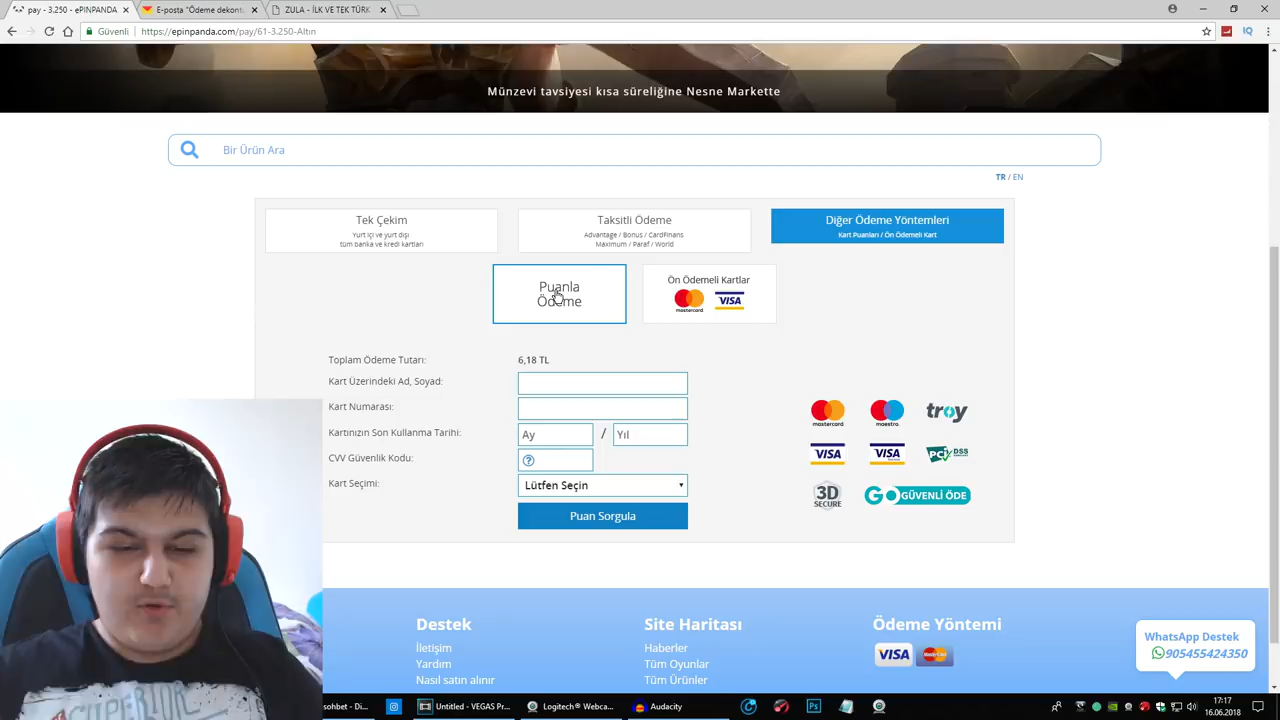 pay - 3.250 - ePINPANDA
E-posta "Ödeme dekont
ZULA - İLK VE TEK TÜRK
Güvenli
https://epinpanda.com/pay/61-3.250-Altın
Münzevi tavsiyesi kısa süreliğine Nesne Markette
Bir Ürün Ara
TR / EN
Tek Çekim
Yurt içi ve yurt dışı
tüm banka ve kredi kartları
Taksitli Ödeme
Advantage / Bonus / CardFinans
Maximum / Paraf / World
Diğer Ödeme Yöntemleri
Kart Puanları / Ön Ödemeli Kart
Puanla
Ödeme
Ön Ödemeli Kartlar
mastercard
VISA
Toplam Ödeme Tutarı:
6,18 TL
Kart Üzerindeki Ad, Soyad:
Kart Numarası:
Kartınızın Son Kullanma Tarihi:
Ay
/
Yıl
CVV Güvenlik Kodu:
?
Kart Seçimi:
Lütfen Seçin
Puan Sorgula
mastercard
maestro
troy
VISA
VISA
PCI DSS
3D
SECURE
GO GÜVENLİ ÖDE
Destek
İletişim
Yardım
Nasıl satın alınır
Site Haritası
Haberler
Tüm Oyunlar
Tüm Ürünler
Ödeme Yöntemi
VISA
MasterCard
WhatsApp Destek
905455424350
sohbet - Di...
Untitled - VEGAS Pr...
Logitech® Webca...
Audacity
Ps
17:17
16.06.2018